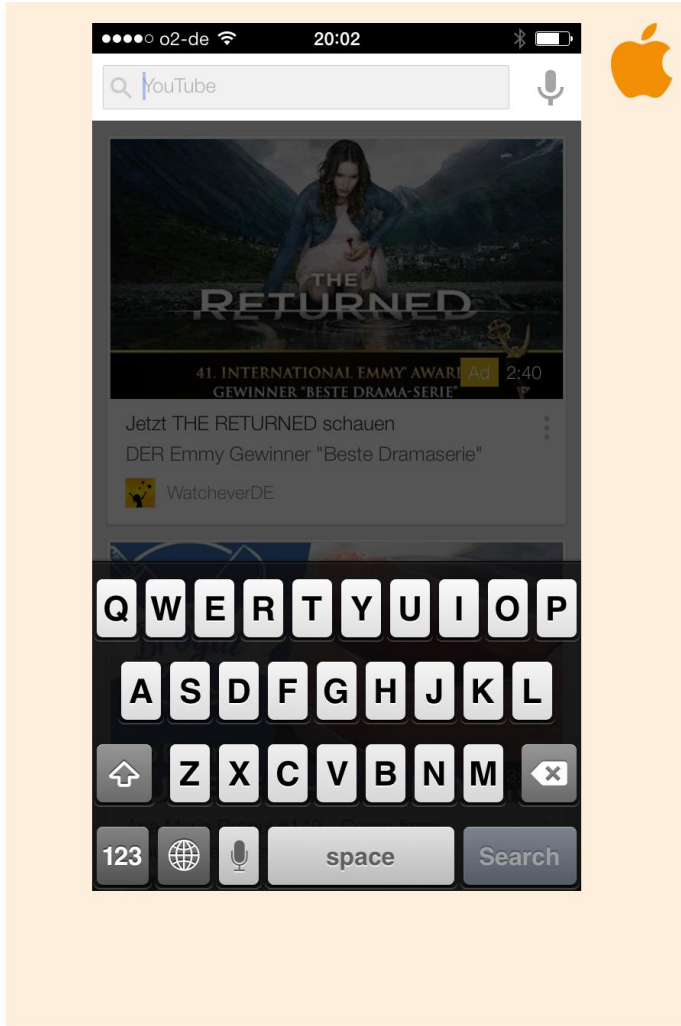 o2-de 20:02
YouTube
THE
RETURNED
41. INTERNATIONAL EMMY' AWARD
Ad 2:40
GEWINNER "BESTE DRAMA-SERIE"
Jetzt THE RETURNED schauen
DER Emmy Gewinner "Beste Dramaserie"
WatcheverDE
Q W E R T Y U I O P
A S D F G H J K L
Z X C V B N M
123 space Search